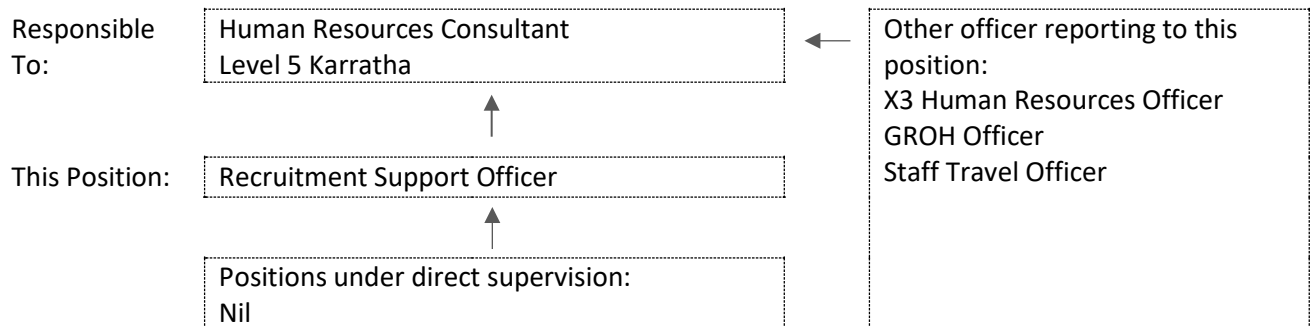 Responsible
To:
Human Resources Consultant
Level 5 Karratha
Other officer reporting to this
position:
X3 Human Resources Officer
GROH Officer
Staff Travel Officer
This Position:
Recruitment Support Officer
Positions under direct supervision:
Nil